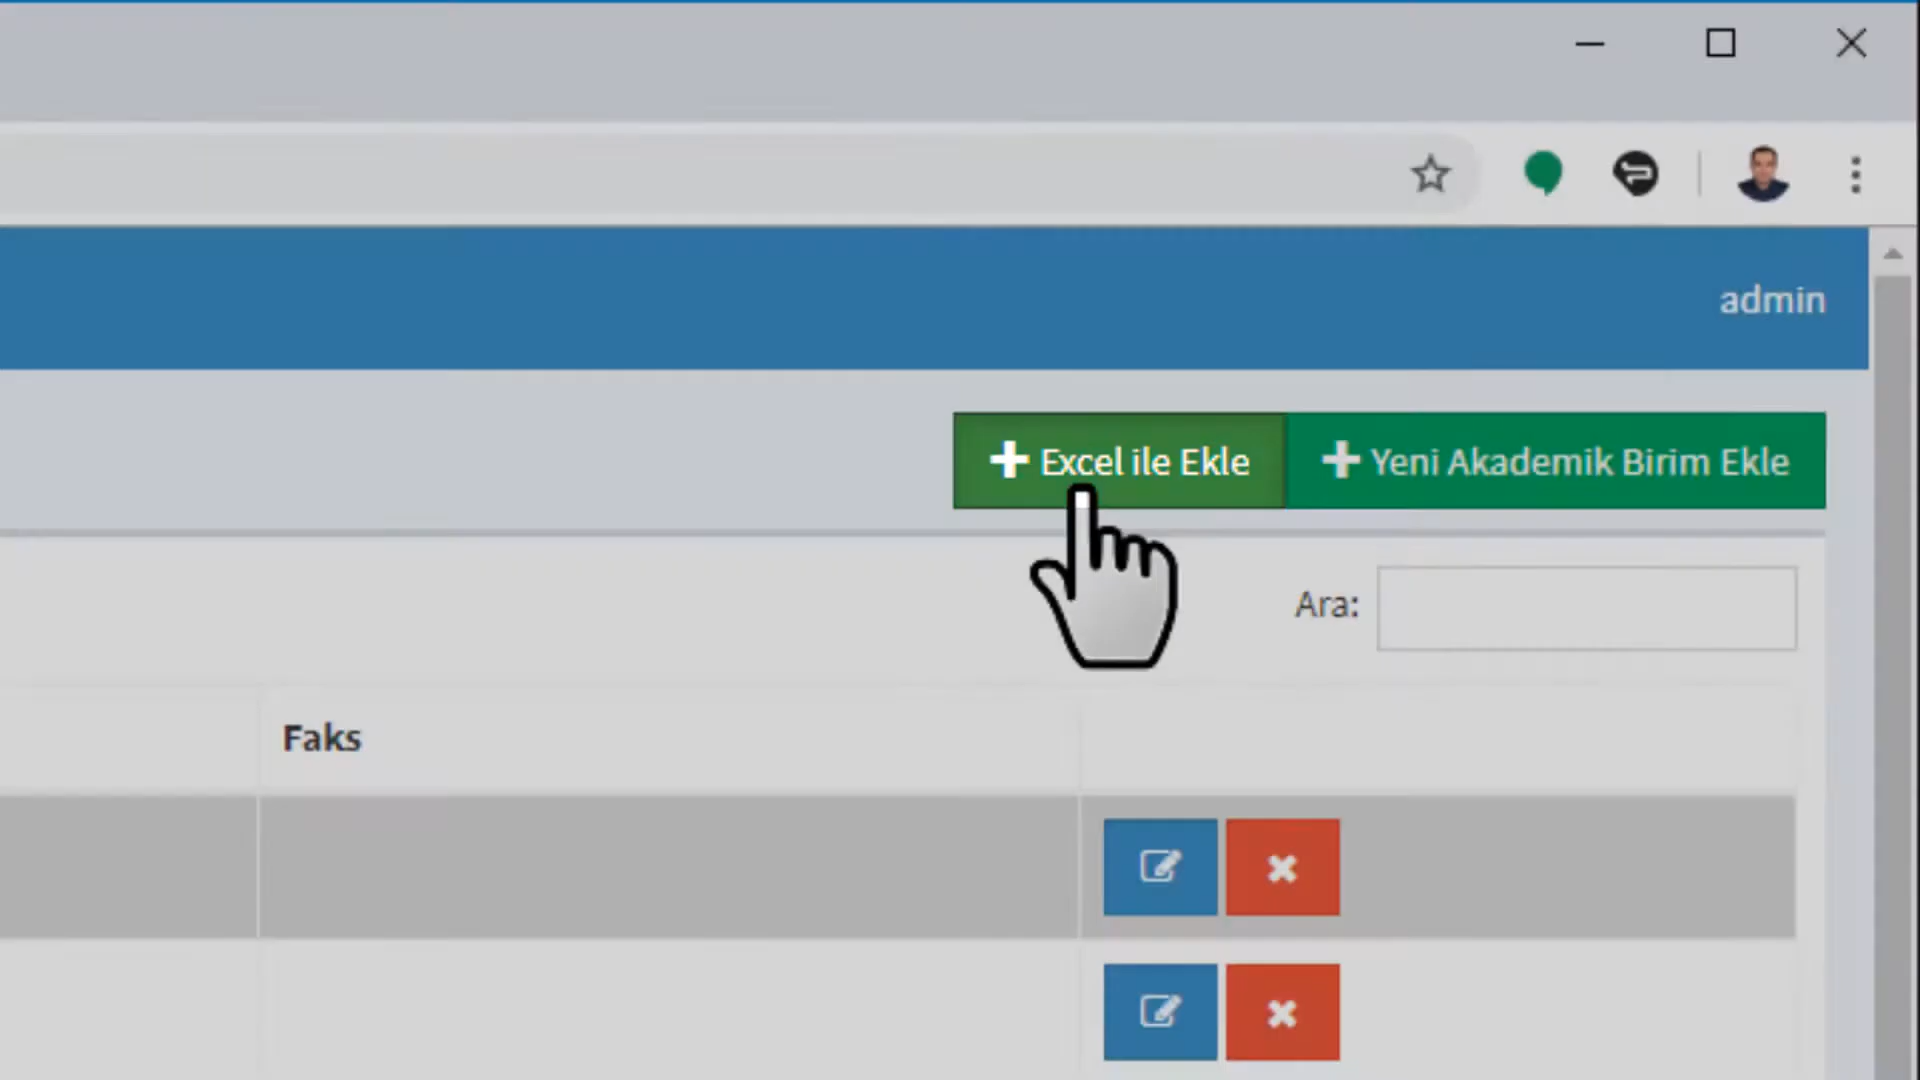 admin
Excel ile Ekle
Yeni Akademik Birim Ekle
Ara:
Faks